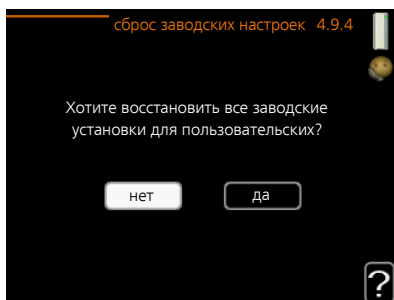 сброс заводских настроек 4.9.4
Хотите восстановить все заводские
установки для пользовательских?
нет да
?